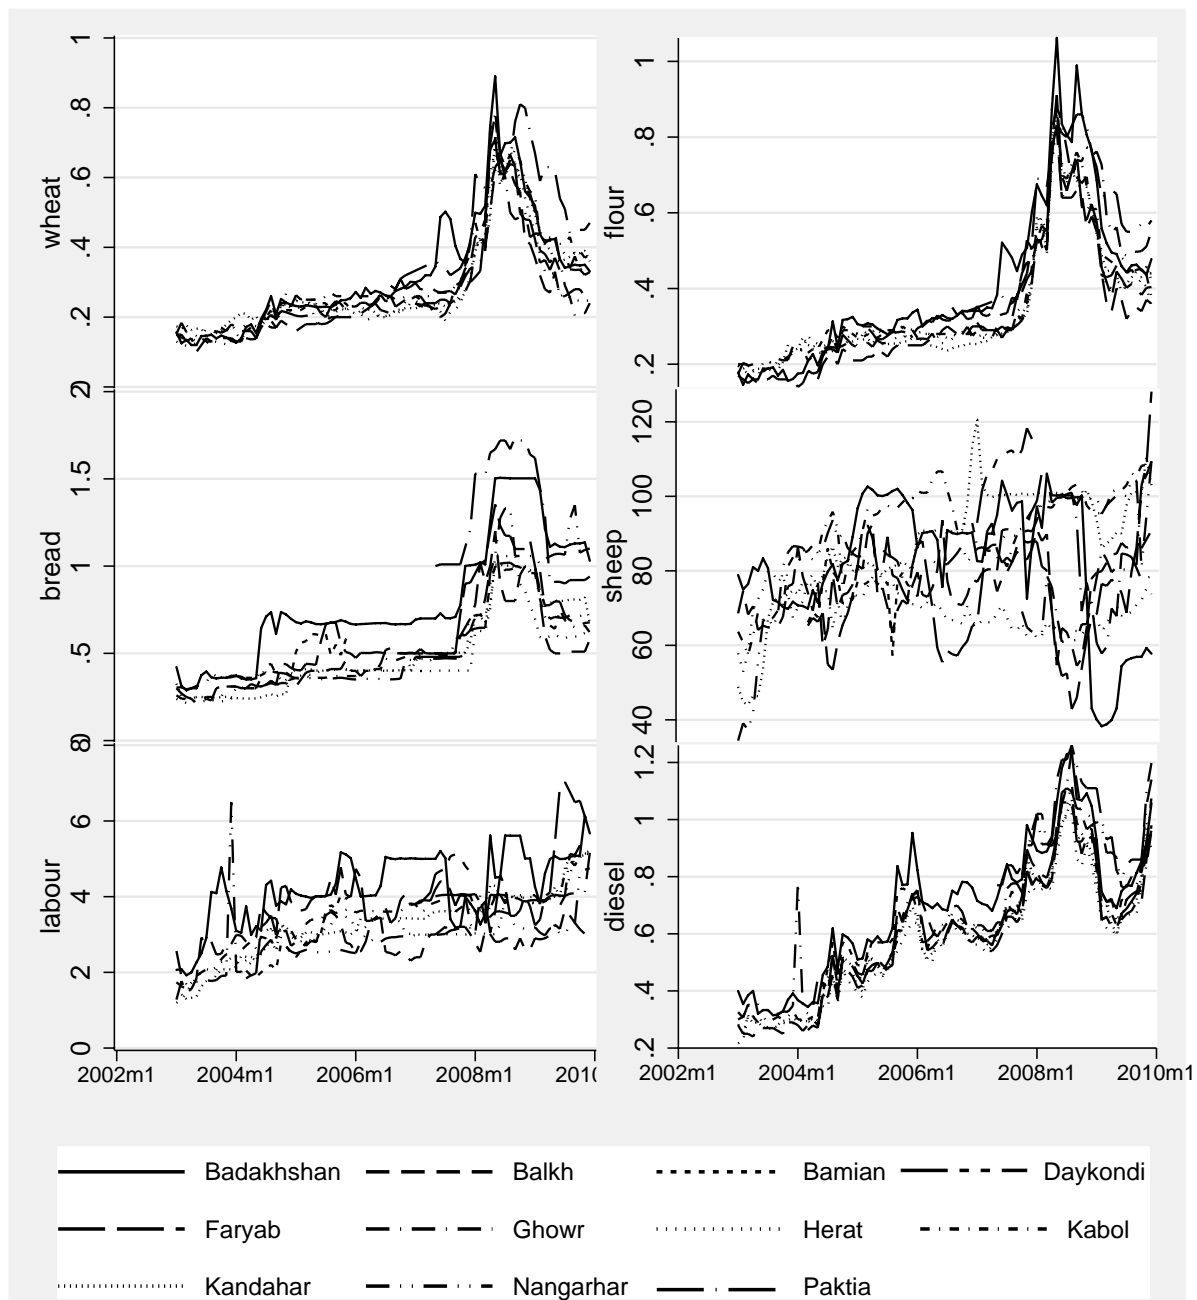 wheat
0 .2 .4 .6 .8 1
flour
.2 .4 .6 .8 1
bread
0 .5 1 1.5 2
sheep
40 60 80 100 120
labour
0 2 4 6 8
2002m1 2004m1 2006m1 2008m1 2010
diesel
.2 .4 .6 .8 1 1.2
2002m1 2004m1 2006m1 2008m1 2010m1
Badakhshan Balkh Bamian Daykondi
Faryab Ghowr Herat Kabol
Kandahar Nangarhar Paktia